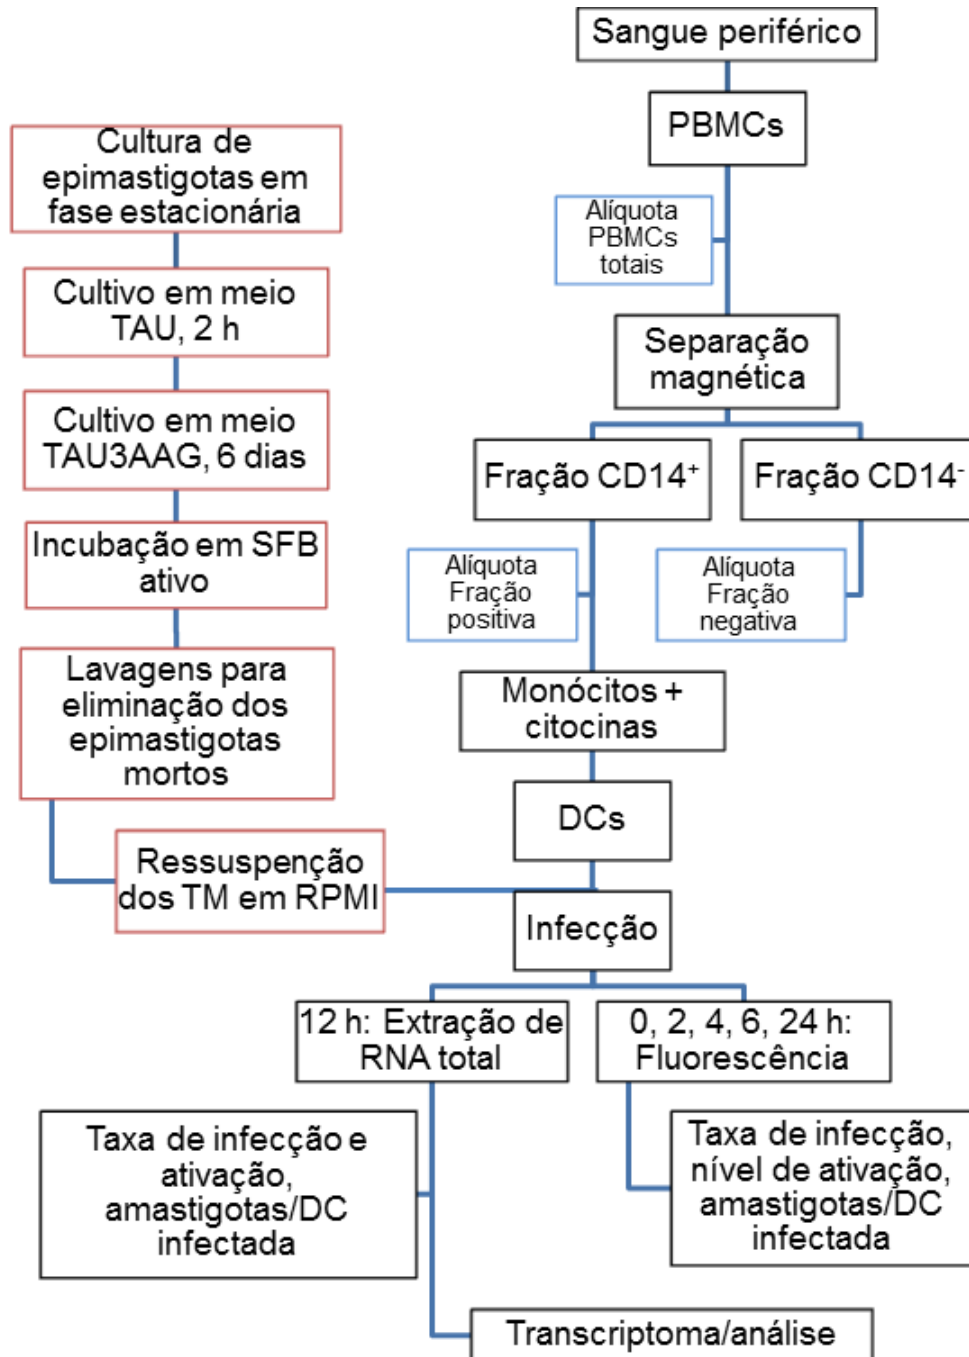 Sangue periférico
PBMCs
Alíquota
PBMCs
totais
Separação
magnética
Fração CD14⁺
Fração CD14⁻
Alíquota
Fração
positiva
Alíquota
Fração
negativa
Monócitos +
citocinas
DCs
Cultura de
epimastigotas em
fase estacionária
Cultivo em meio
TAU, 2 h
Cultivo em meio
TAU3AAG, 6 dias
Incubação em SFB
ativo
Lavagens para
eliminação dos
epimastigotas
mortos
Ressuspenção
dos TM em RPMI
Infecção
12 h: Extração de
RNA total
0, 2, 4, 6, 24 h:
Fluorescência
Taxa de infecção e
ativação,
amastigotas/DC
infectada
Taxa de infecção,
nível de ativação,
amastigotas/DC
infectada
Transcriptoma/análise